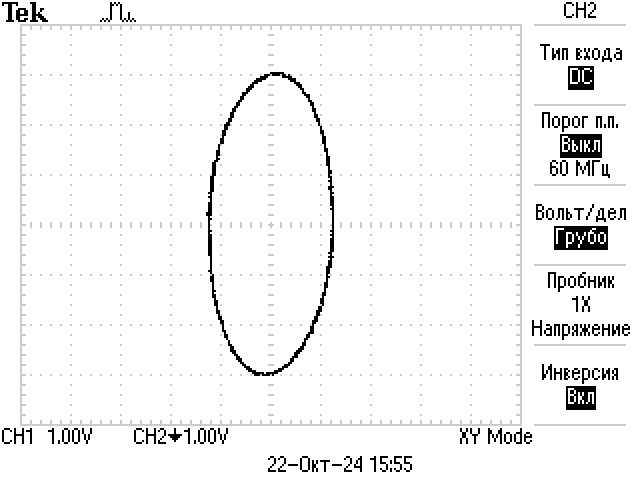 Tek
CH2
Тип входа
DC
Порог п.п.
Выкл
60 МГц
Вольт/дел
Грубо
Пробник
1X
Напряжение
Инверсия
Вкл
CH1 1.00V CH2 1.00V XY Mode
22-Окт-24 15:55